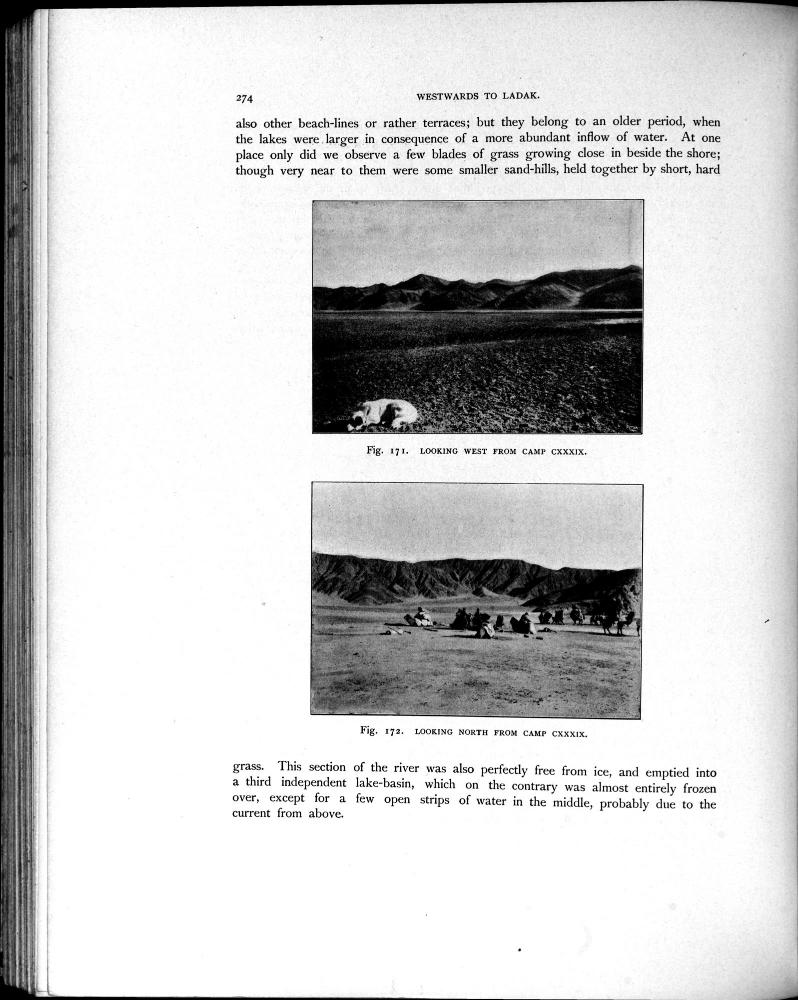 274
WESTWARDS TO LADAK.
also other beach-lines or rather terraces; but they belong to an older period, when
the lakes were larger in consequence of a more abundant inflow of water. At one
place only did we observe a few blades of grass growing close in beside the shore;
though very near to them were some smaller sand-hills, held together by short, hard
Fig. 171. LOOKING WEST FROM CAMP CXXXIX.
Fig. 172. LOOKING NORTH FROM CAMP CXXXIX.
grass. This section of the river was also perfectly free from ice, and emptied into
a third independent lake-basin, which on the contrary was almost entirely frozen
over, except for a few open strips of water in the middle, probably due to the
current from above.